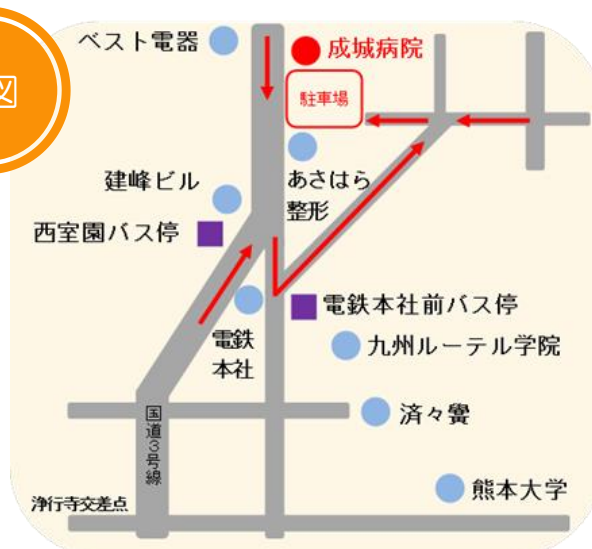 図
ベスト電器
成城病院
駐車場
建峰ビル
あさはら
整形
西室園バス停
電鉄本社前バス停
電鉄
本社
九州ルーテル学院
国道3号線
済々黌
熊本大学
浄行寺交差点